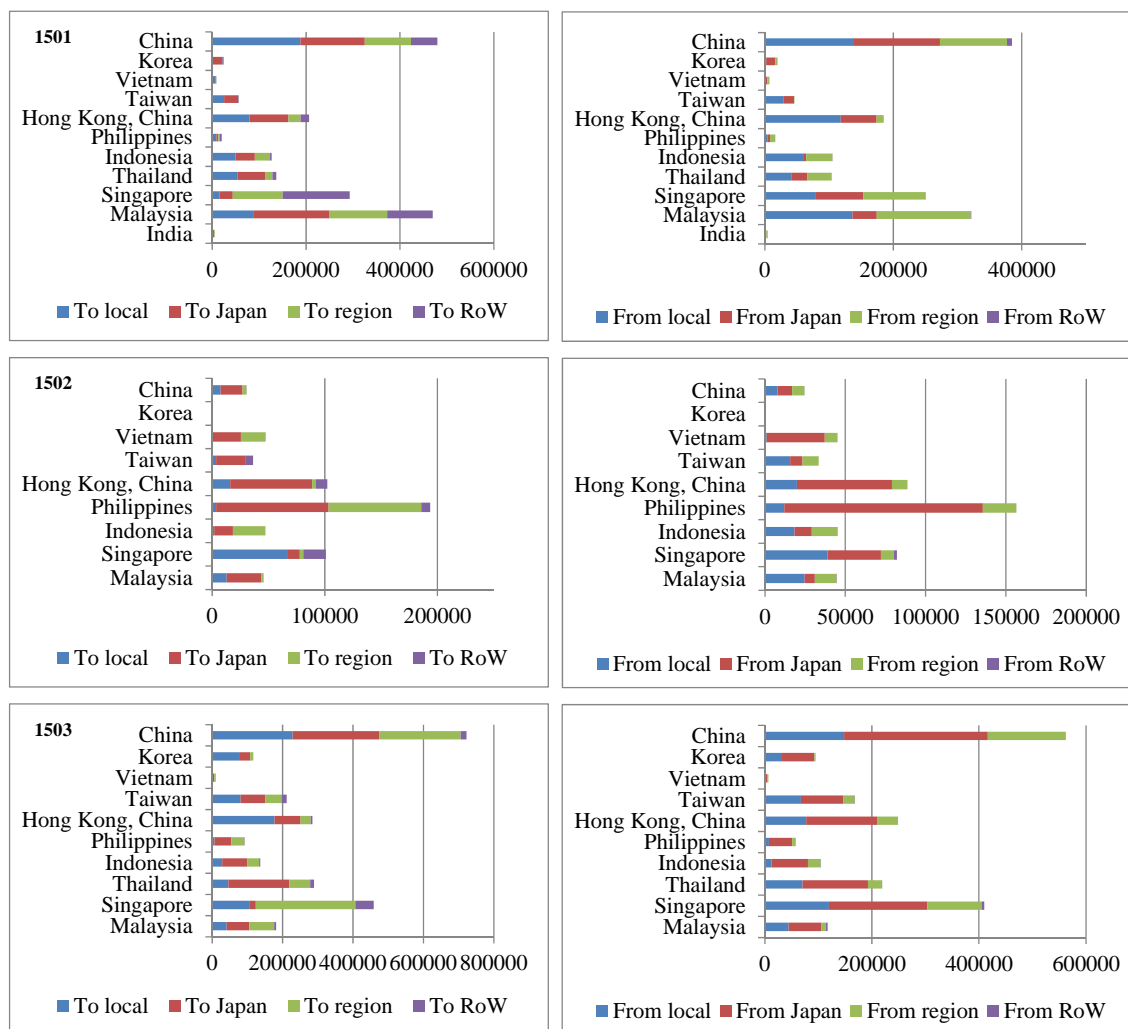 1501
China
Korea
Vietnam
Taiwan
Hong Kong, China
Philippines
Indonesia
Thailand
Singapore
Malaysia
India
0 200000 400000 600000
To local To Japan To region To RoW
China
Korea
Vietnam
Taiwan
Hong Kong, China
Philippines
Indonesia
Thailand
Singapore
Malaysia
India
0 200000 400000
From local From Japan From region From RoW
1502
China
Korea
Vietnam
Taiwan
Hong Kong, China
Philippines
Indonesia
Singapore
Malaysia
0 100000 200000
To local To Japan To region To RoW
China
Korea
Vietnam
Taiwan
Hong Kong, China
Philippines
Indonesia
Singapore
Malaysia
0 50000 100000 150000 200000
From local From Japan From region From RoW
1503
China
Korea
Vietnam
Taiwan
Hong Kong, China
Philippines
Indonesia
Thailand
Singapore
Malaysia
0 200000 400000 600000 800000
To local To Japan To region To RoW
China
Korea
Vietnam
Taiwan
Hong Kong, China
Philippines
Indonesia
Thailand
Singapore
Malaysia
0 200000 400000 600000
From local From Japan From region From RoW